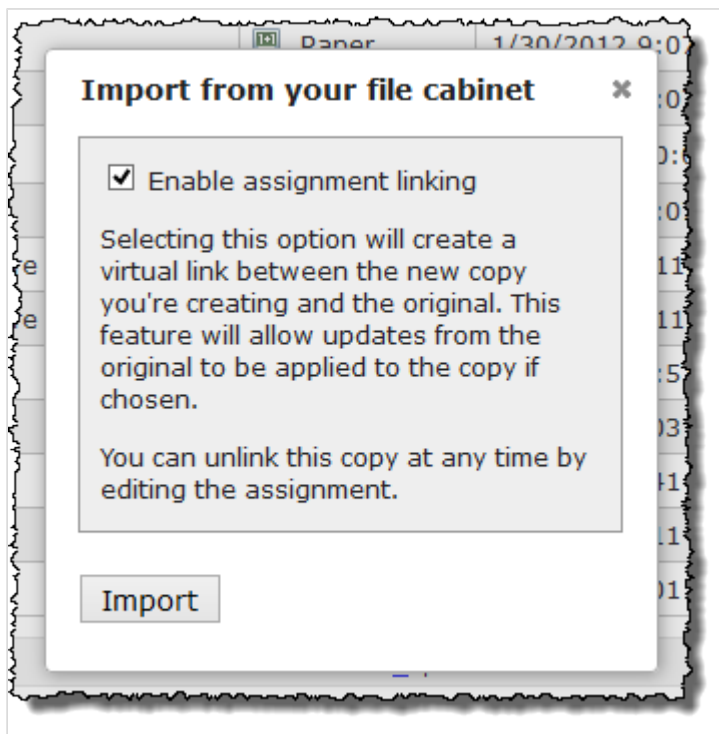 Paper 1/30/2012 9:07
Import from your file cabinet
Enable assignment linking
Selecting this option will create a
virtual link between the new copy
you're creating and the original. This
feature will allow updates from the
original to be applied to the copy if
chosen.
You can unlink this copy at any time by
editing the assignment.
Import